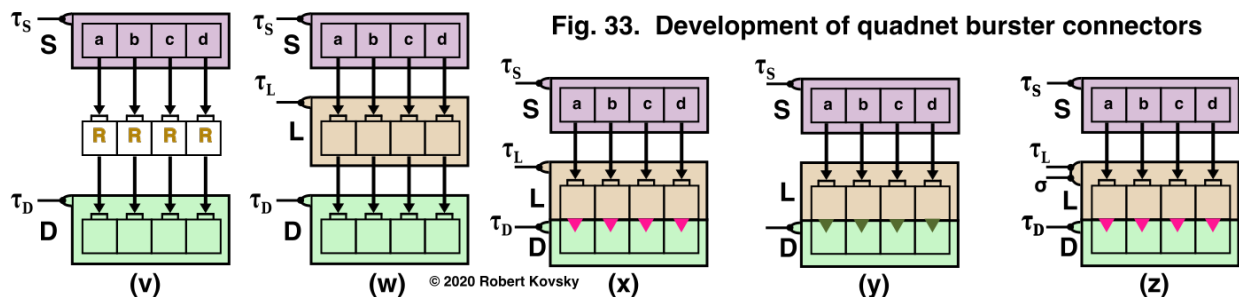 Fig. 33. Development of quadnet burster connectors
τS
S
a b c d
R R R R
τD
D
(v)
τS
S
a b c d
τL
L
τD
D
(w)
© 2020 Robert Kovsky
τS
S
a b c d
τL
L
τD
D
(x)
τS
S
a b c d
L
D
(y)
τS
S
a b c d
τL
σ
L
τD
D
(z)